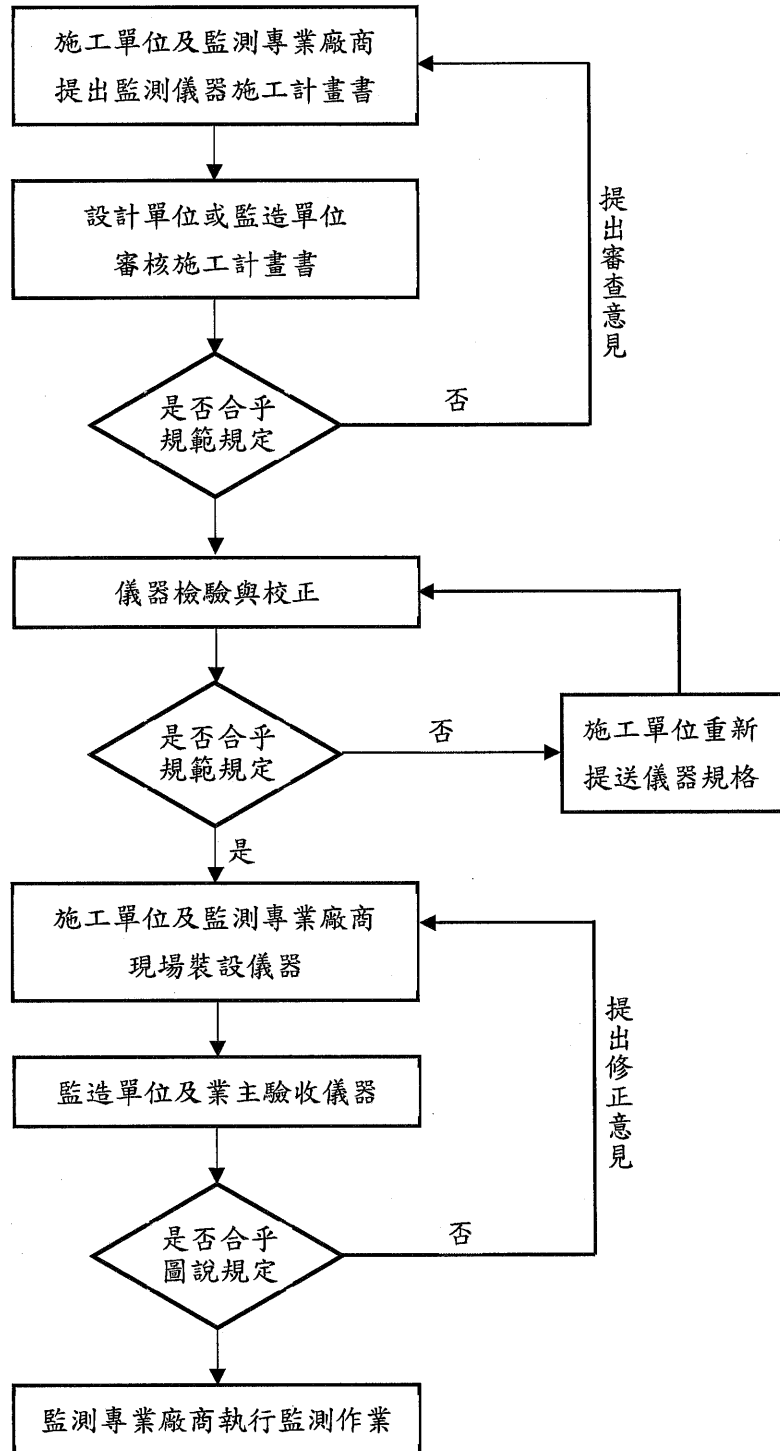 施工單位及監測專業廠商
提出監測儀器施工計畫書
設計單位或監造單位
審核施工計畫書
提出審查意見
是否合乎
規範規定
否
儀器檢驗與校正
是否合乎
規範規定
否
施工單位重新
提送儀器規格
是
施工單位及監測專業廠商
現場裝設儀器
提出修正意見
監造單位及業主驗收儀器
是否合乎
圖說規定
否
監測專業廠商執行監測作業